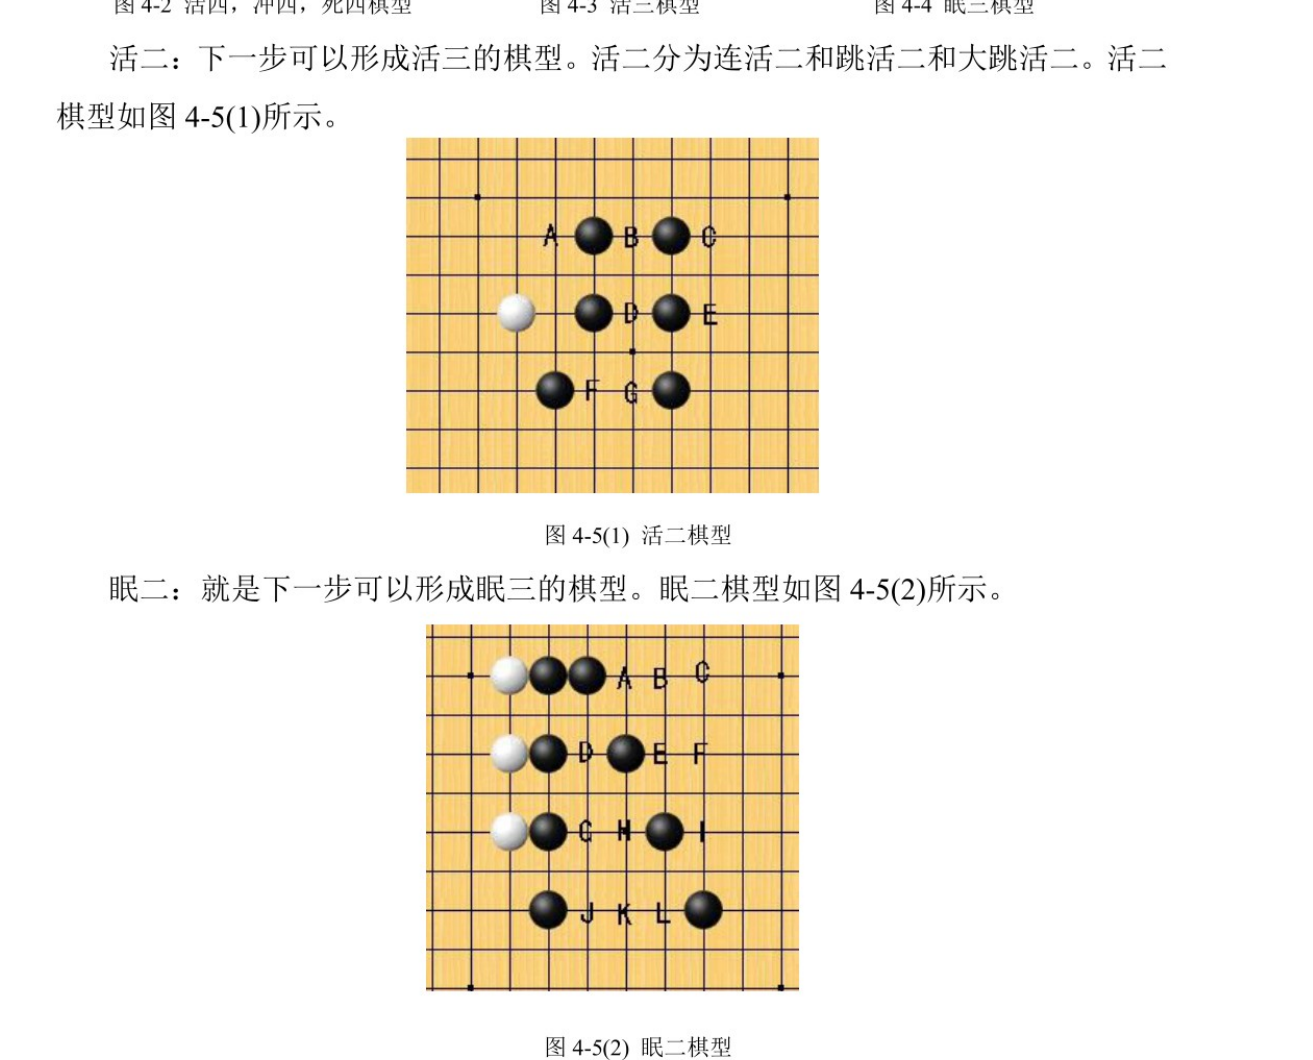 图 4-2 活四，冲四，死四棋型 图 4-3 活三棋型 图 4-4 眠三棋型
活二：下一步可以形成活三的棋型。活二分为连活二和跳活二和大跳活二。活二
棋型如图 4-5(1)所示。
A B C
D E
F G
图 4-5(1) 活二棋型
眠二：就是下一步可以形成眠三的棋型。眠二棋型如图 4-5(2)所示。
A B C
D E F
G H I
J K L
图 4-5(2) 眠二棋型